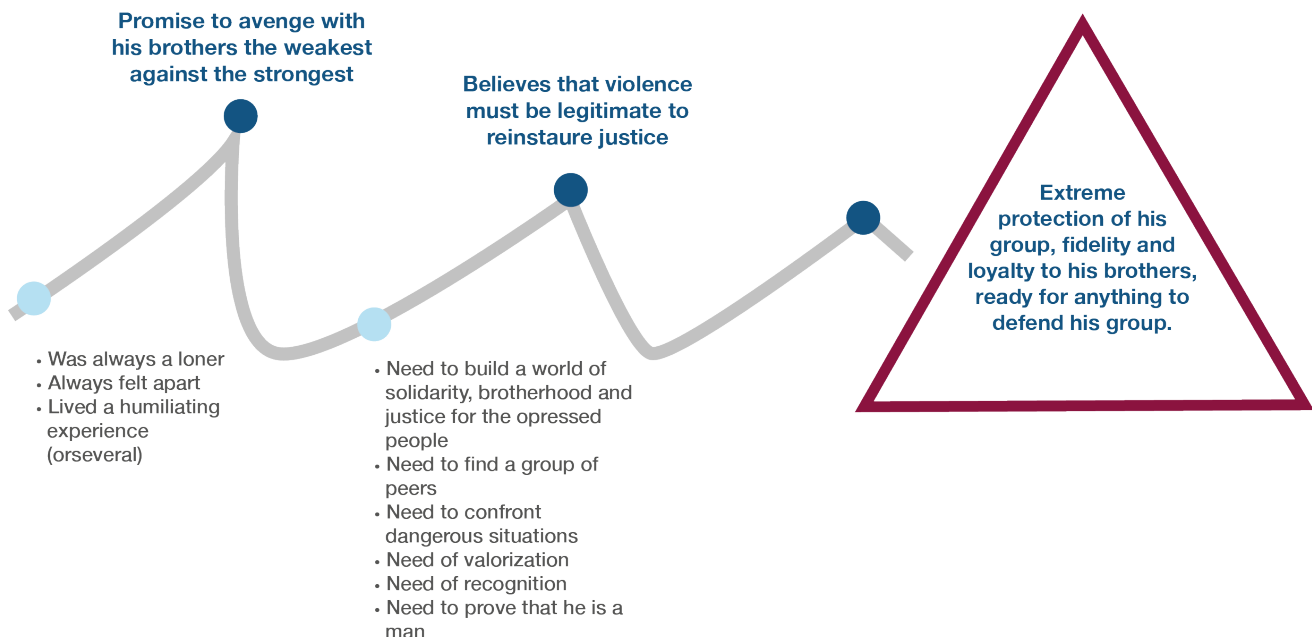 Promise to avenge with
his brothers the weakest
against the strongest
Believes that violence
must be legitimate to
reinstaure justice
Extreme
protection of his
group, fidelity and
loyalty to his brothers,
ready for anything to
defend his group.
• Was always a loner
• Always felt apart
• Lived a humiliating
experience
(orseveral)
• Need to build a world of
solidarity, brotherhood and
justice for the opressed
people
• Need to find a group of
peers
• Need to confront
dangerous situations
• Need of valorization
• Need of recognition
• Need to prove that he is a
man